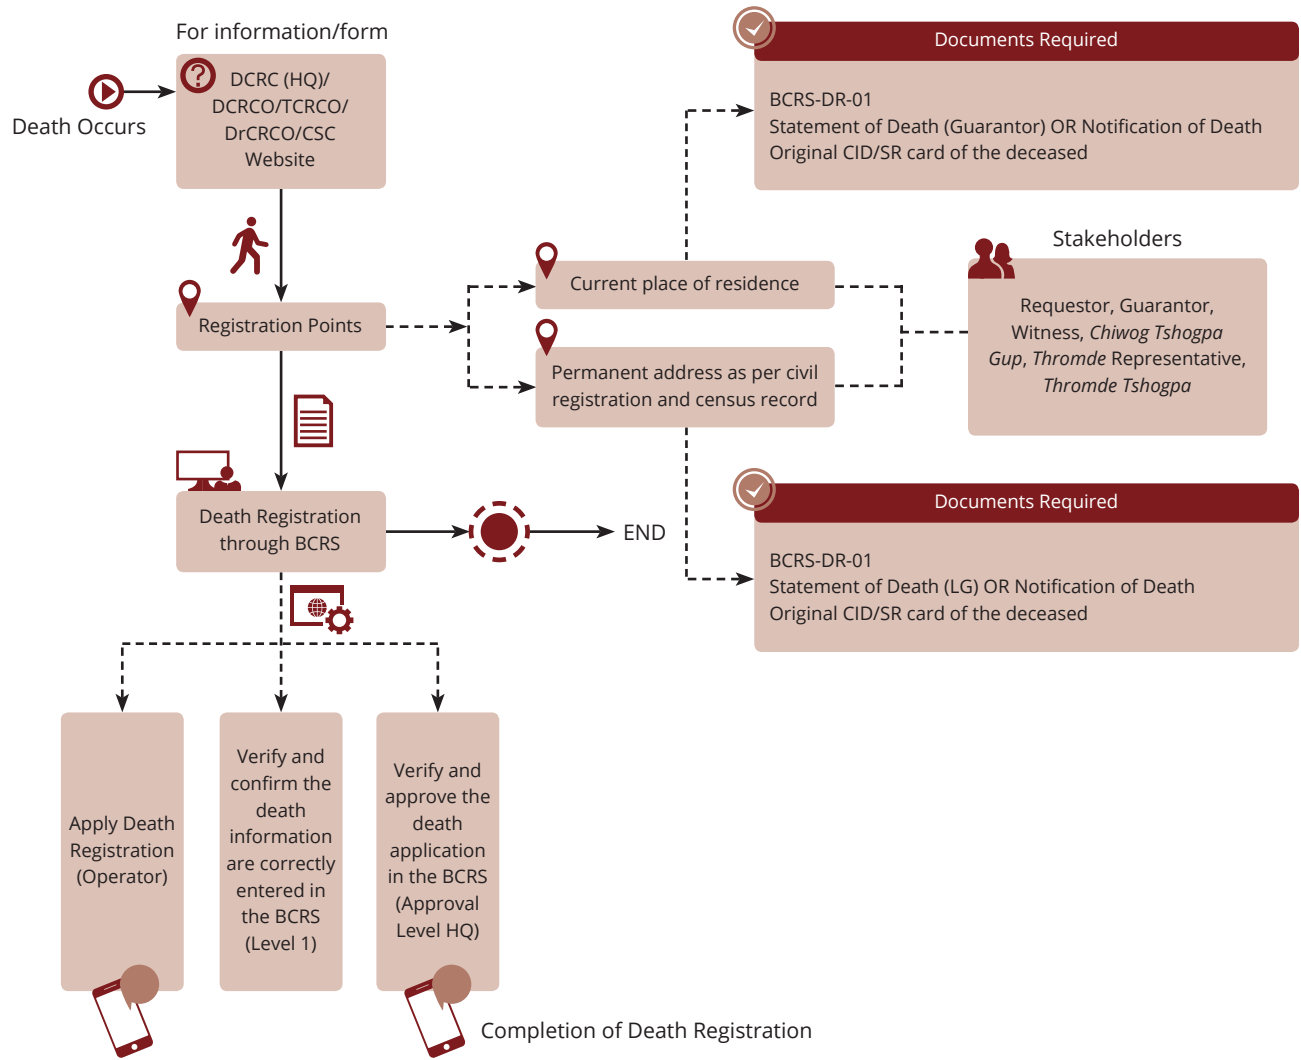 For information/form
DCRC (HQ)/
DCRCO/TCRCO/
DrCRCO/CSC
Website
Death Occurs
Documents Required
BCRS-DR-01
Statement of Death (Guarantor) OR Notification of Death
Original CID/SR card of the deceased
Stakeholders
Requestor, Guarantor,
Witness, Chiwog Tshogpa
Gup, Thromde Representative,
Thromde Tshogpa
Current place of residence
Registration Points
Permanent address as per civil
registration and census record
Documents Required
BCRS-DR-01
Statement of Death (LG) OR Notification of Death
Original CID/SR card of the deceased
Death Registration
through BCRS
END
Apply Death
Registration
(Operator)
Verify and
confirm the
death
information
are correctly
entered in
the BCRS
(Level 1)
Verify and
approve the
death
application
in the BCRS
(Approval
Level HQ)
Completion of Death Registration